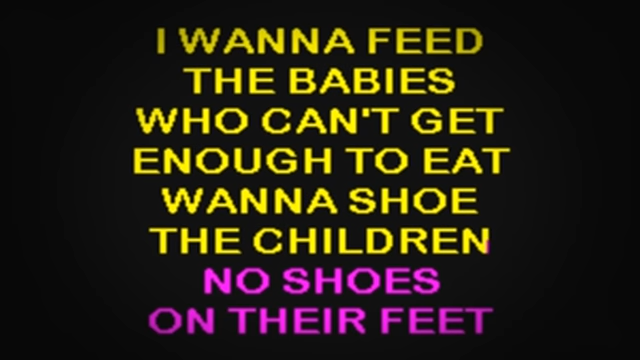 I WANNA FEED
THE BABIES
WHO CAN'T GET
ENOUGH TO EAT
WANNA SHOE
THE CHILDREN
NO SHOES
ON THEIR FEET